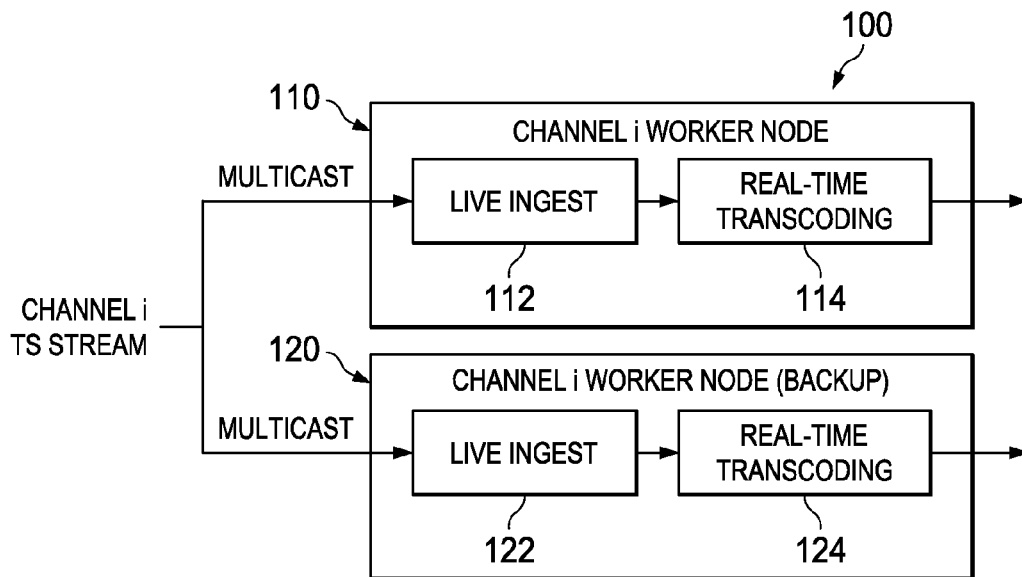 100
110
CHANNEL i WORKER NODE
MULTICAST
LIVE INGEST
REAL-TIME
TRANSCODING
112
114
CHANNEL i
TS STREAM
120
CHANNEL i WORKER NODE (BACKUP)
MULTICAST
LIVE INGEST
REAL-TIME
TRANSCODING
122
124